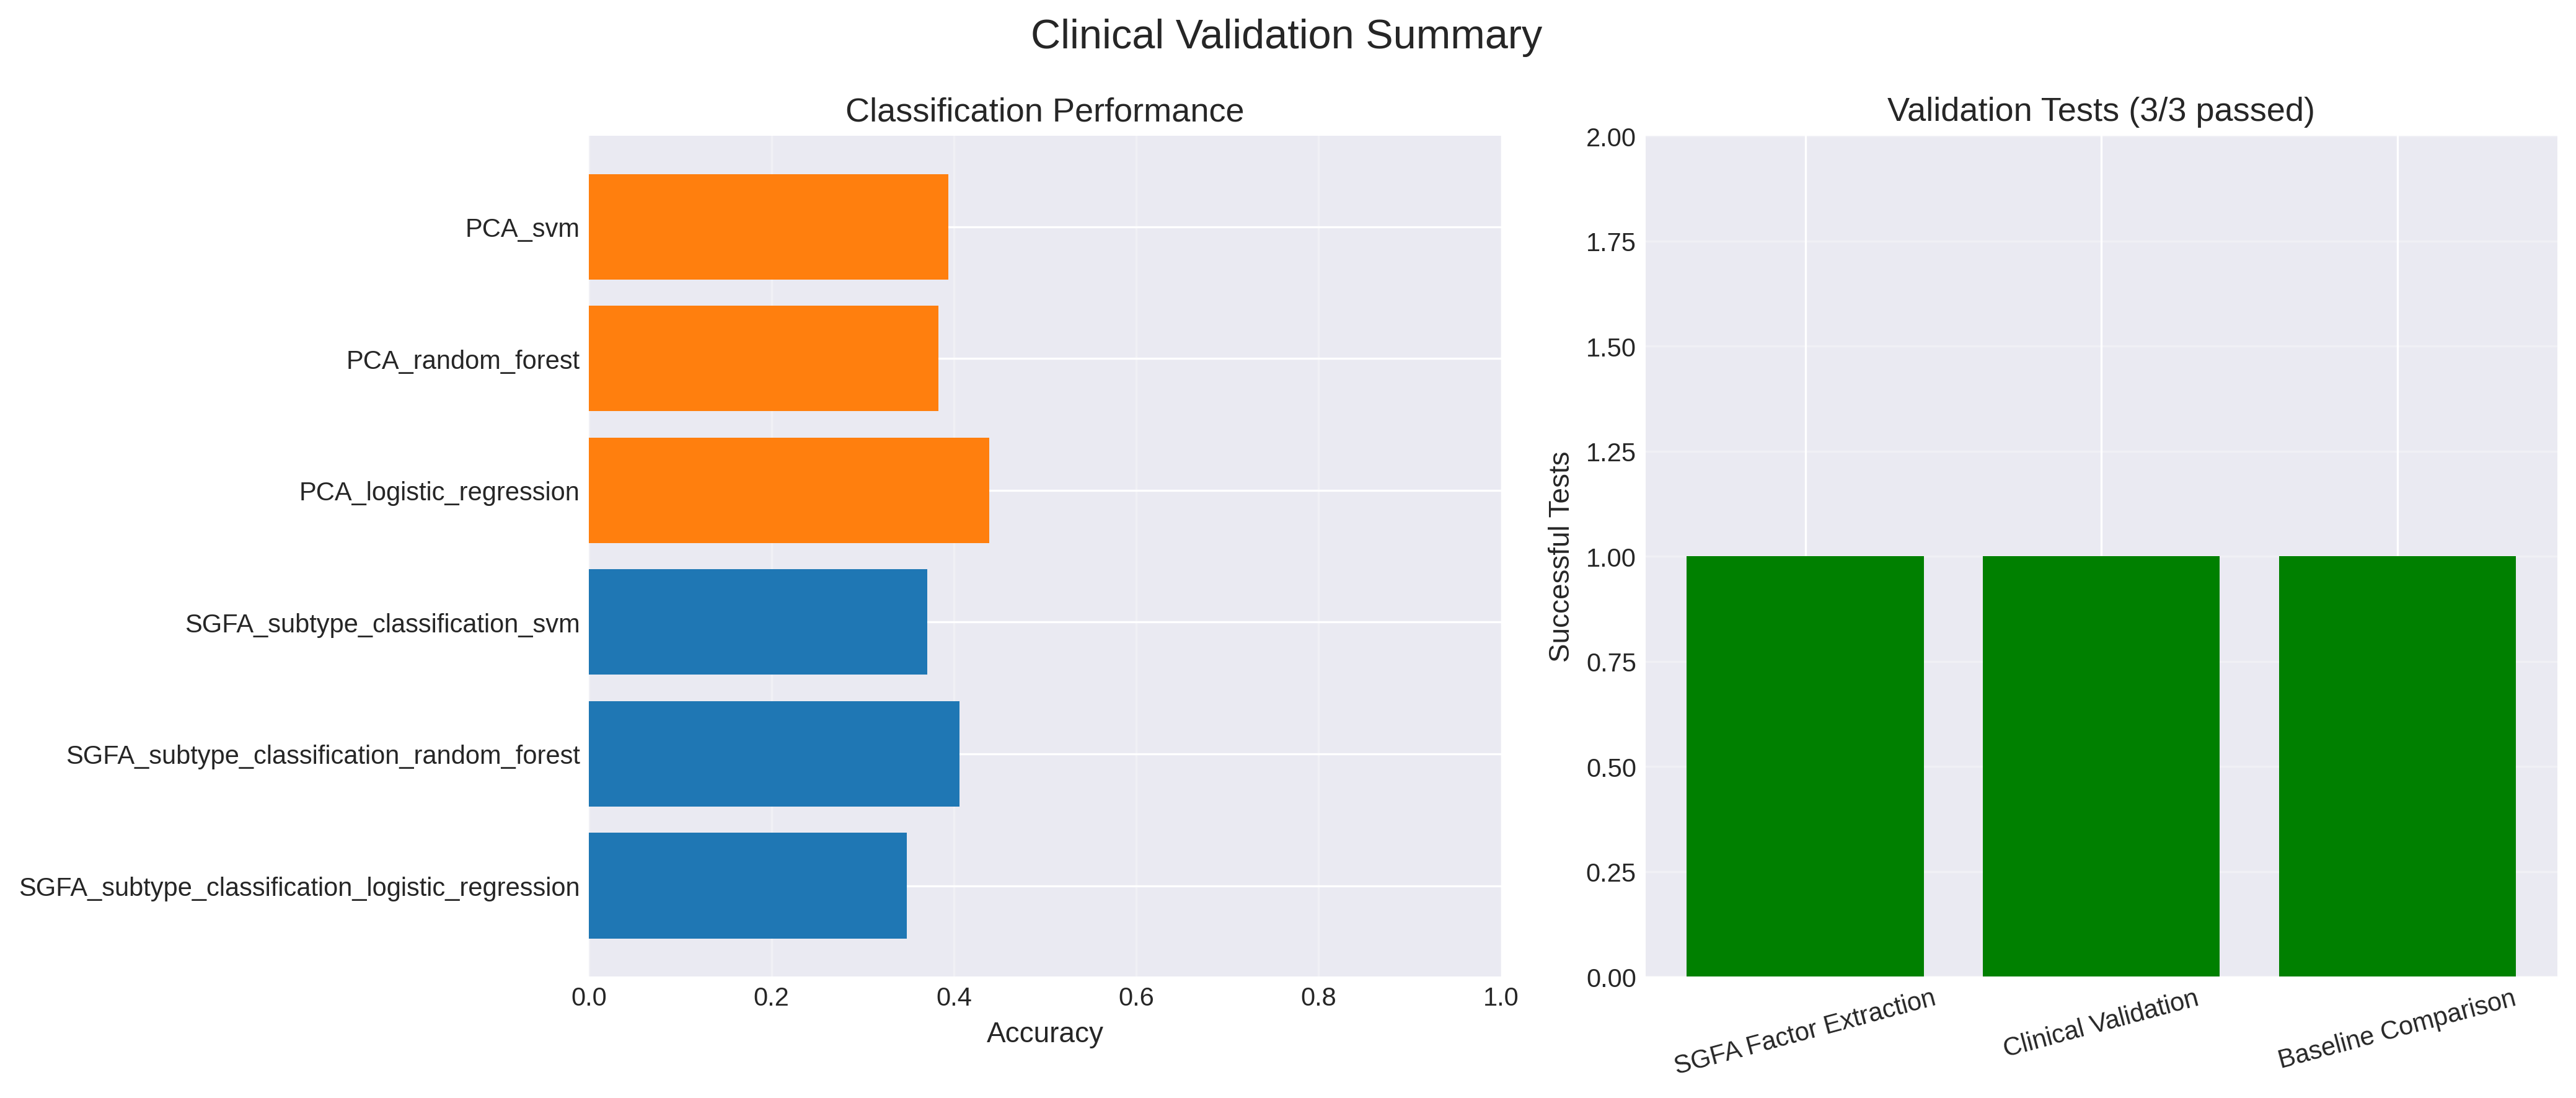 Clinical Validation Summary
Classification Performance
PCA_svm
PCA_random_forest
PCA_logistic_regression
SGFA_subtype_classification_svm
SGFA_subtype_classification_random_forest
SGFA_subtype_classification_logistic_regression
0.0 0.2 0.4 0.6 0.8 1.0
Accuracy
Validation Tests (3/3 passed)
Successful Tests
2.00
1.75
1.50
1.25
1.00
0.75
0.50
0.25
0.00
SGFA Factor Extraction
Clinical Validation
Baseline Comparison